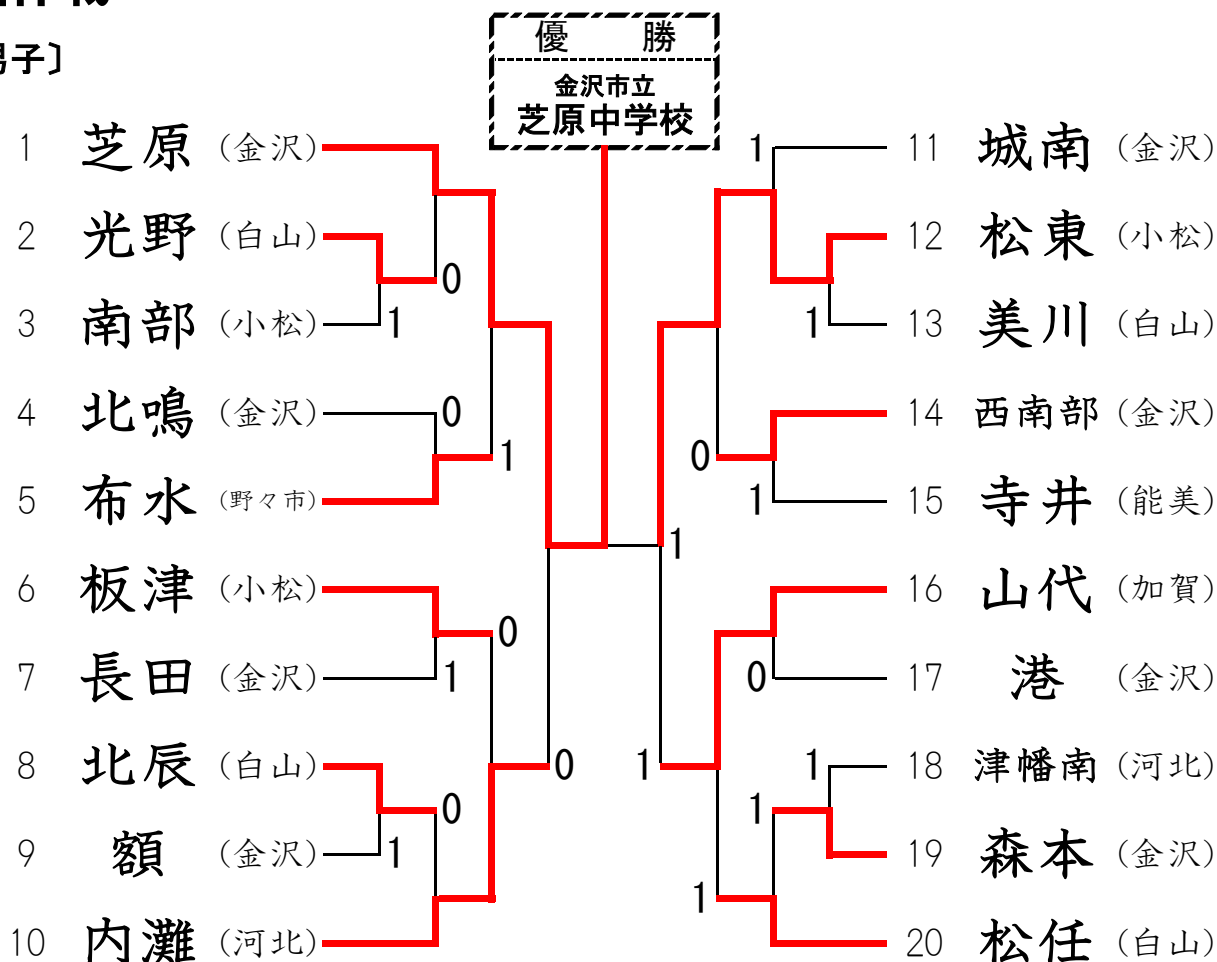 男子〕
優 勝
金沢市立
芝原中学校
1 芝原 (金沢)
2 光野 (白山)
0
3 南部 (小松)
1
4 北鳴 (金沢)
0
1
5 布水 (野々市)
6 板津 (小松)
0
7 長田 (金沢)
1
8 北辰 (白山)
0
0
9 額 (金沢)
1
10 内灘 (河北)
1
11 城南 (金沢)
12 松東 (小松)
1
13 美川 (白山)
14 西南部 (金沢)
0
1
15 寺井 (能美)
1
16 山代 (加賀)
0
17 港 (金沢)
1
1
18 津幡南 (河北)
1
19 森本 (金沢)
1
20 松任 (白山)